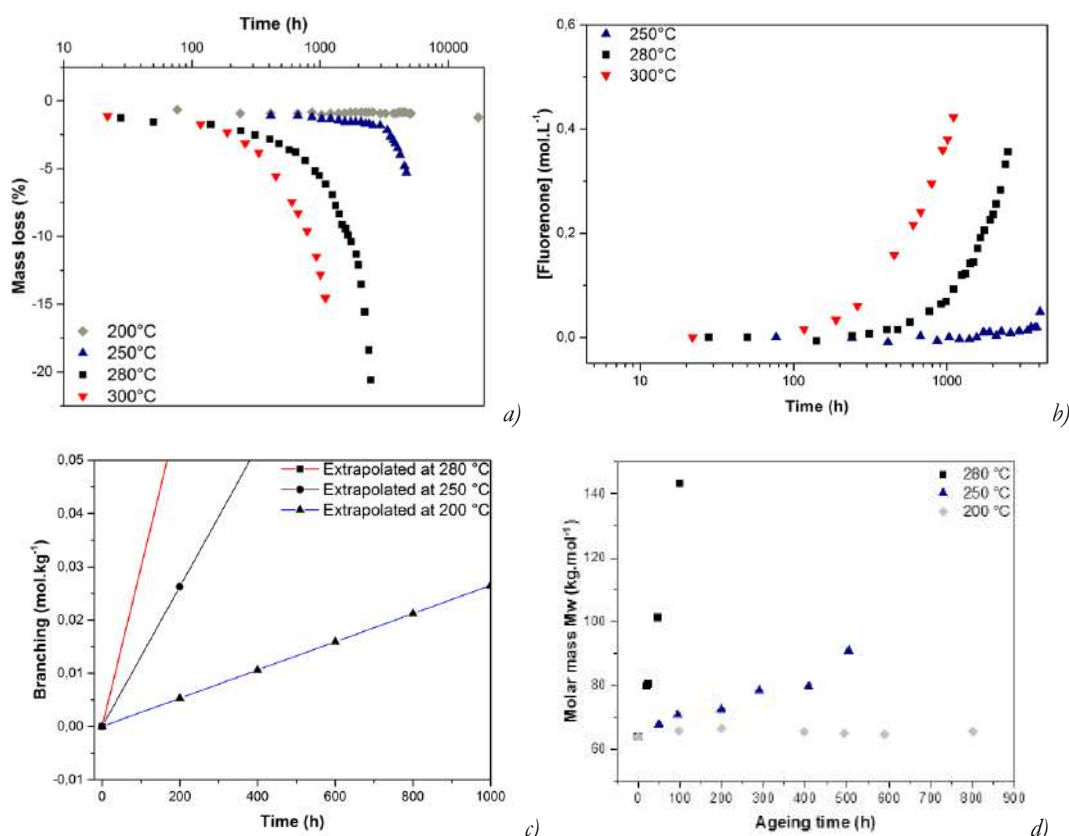 Time (h)
10 100 1000 10000
0
-5
-10
-15
-20
Mass loss (%)
200°C
250°C
280°C
300°C
a)
0,6
0,4
0,2
0,0
[Fluorenone] (mol.L⁻¹)
250°C
280°C
300°C
10 100 1000
Time (h)
b)
0.05
0.04
0.03
0.02
0.01
0.00
-0.01
Branching (mol.kg⁻¹)
Extrapolated at 280 °C
Extrapolated at 250 °C
Extrapolated at 200 °C
0 200 400 600 800 1000
Time (h)
c)
140
120
100
80
60
Molar mass Mw (kg.mol⁻¹)
280 °C
250 °C
200 °C
0 100 200 300 400 500 600 700 800 900
Ageing time (h)
d)